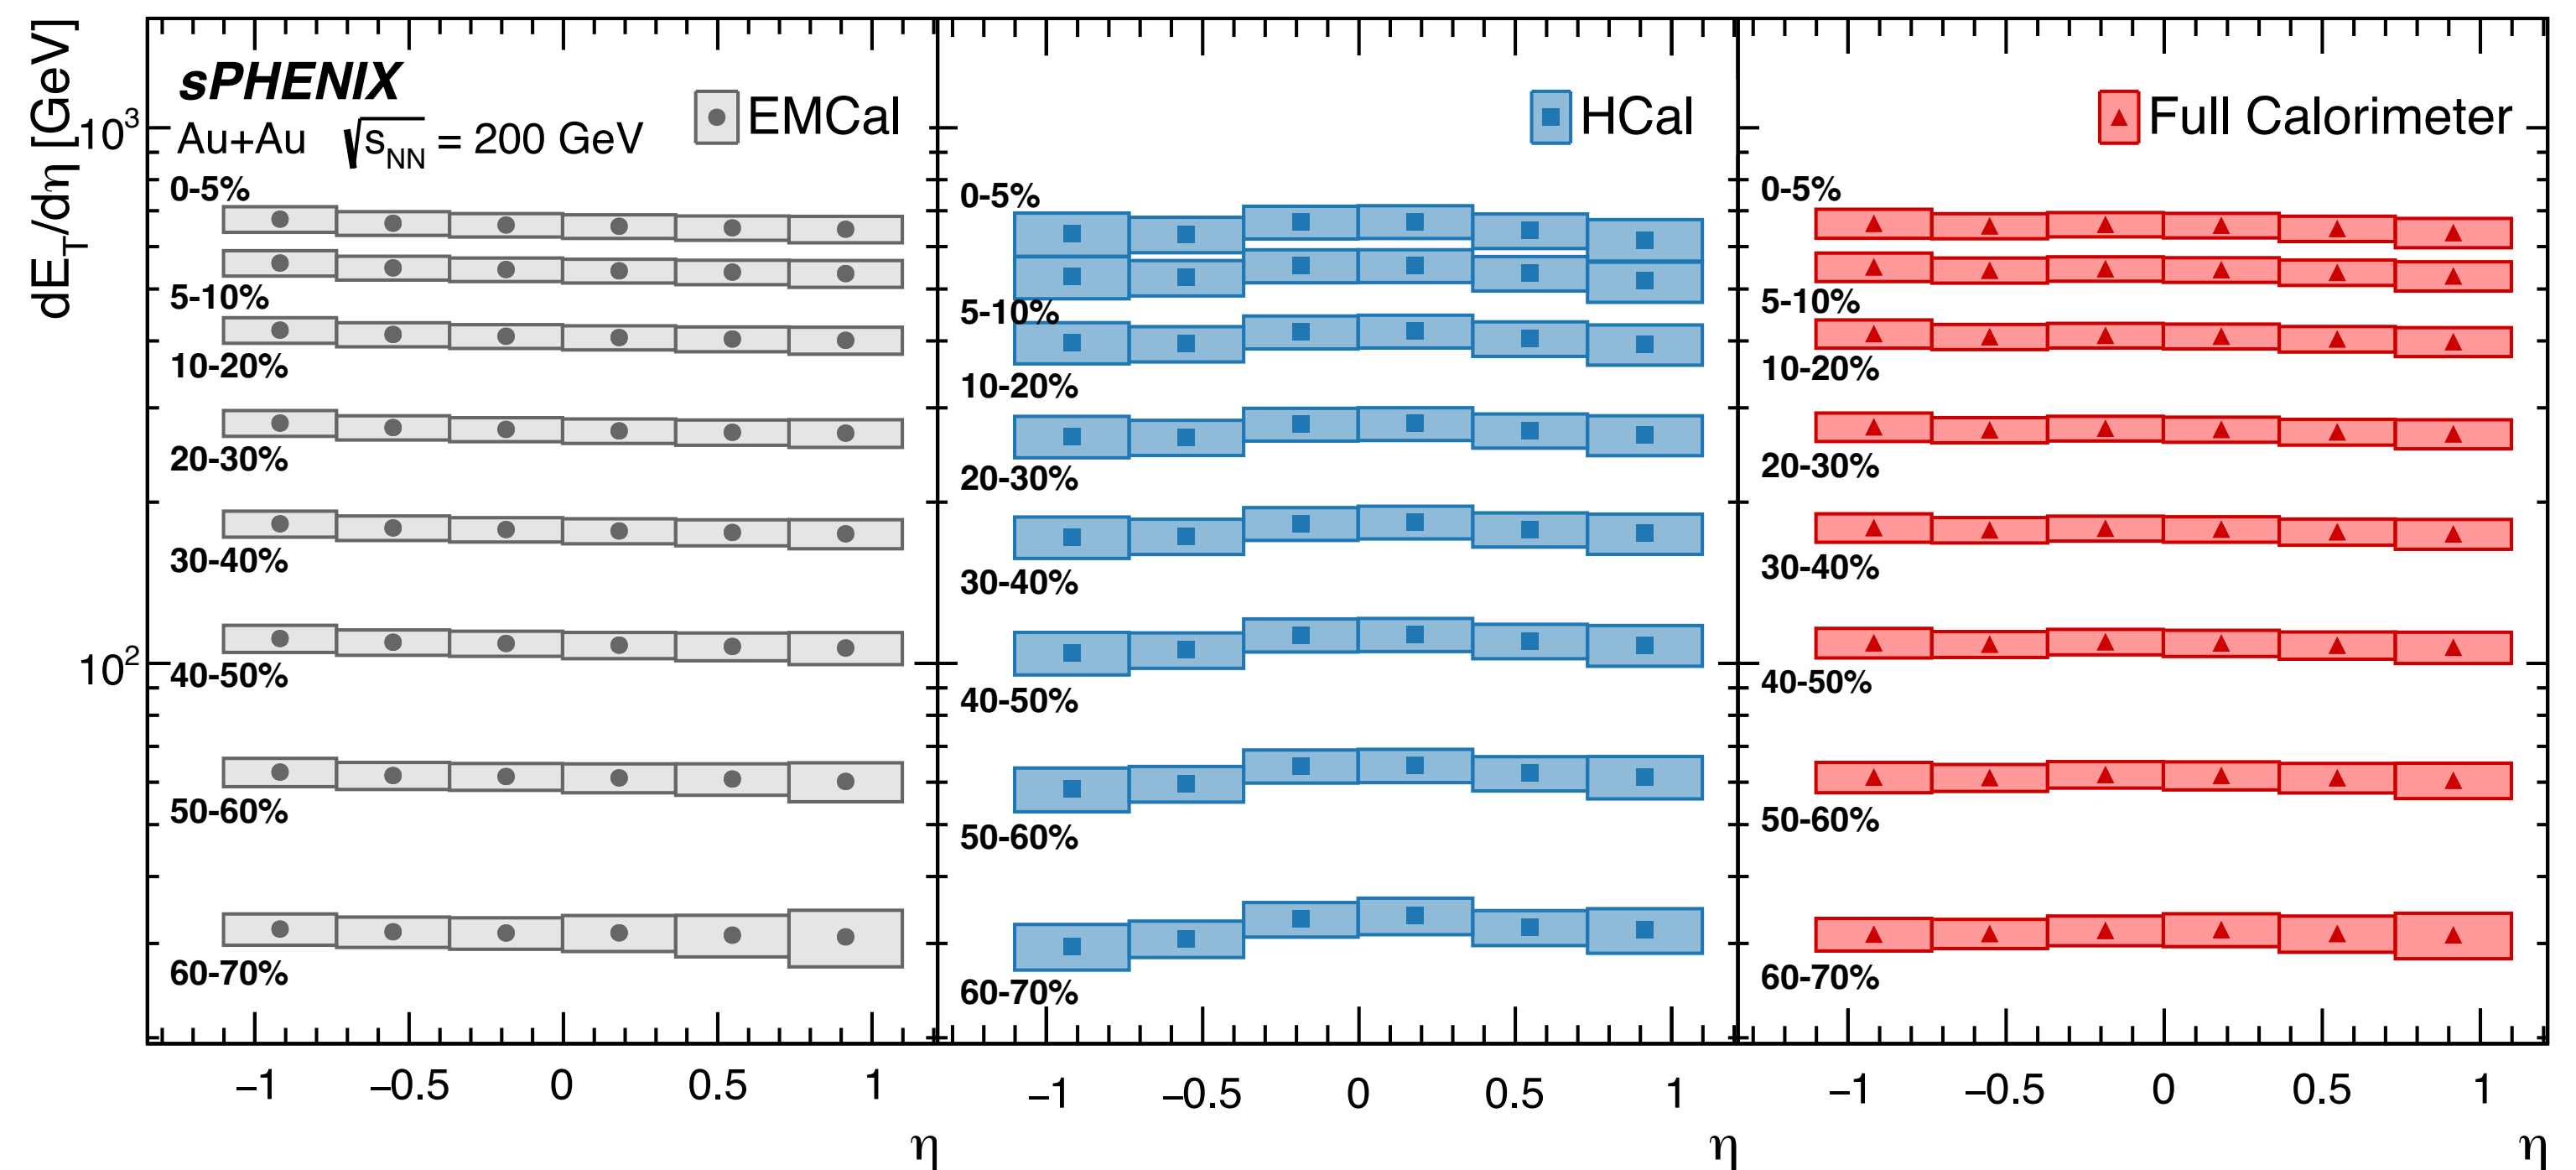 dE_T/dη [GeV]
10³
10²
sPHENIX
Au+Au √s_NN = 200 GeV
EMCal
0-5%
5-10%
10-20%
20-30%
30-40%
40-50%
50-60%
60-70%
−1 −0.5 0 0.5 1
η
HCal
0-5%
5-10%
10-20%
20-30%
30-40%
40-50%
50-60%
60-70%
−1 −0.5 0 0.5 1
η
Full Calorimeter
0-5%
5-10%
10-20%
20-30%
30-40%
40-50%
50-60%
60-70%
−1 −0.5 0 0.5 1
η